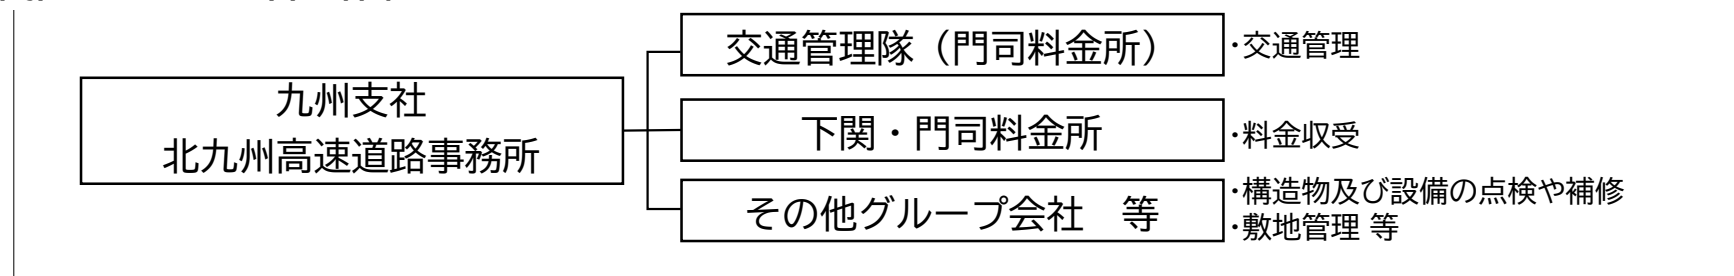 九州支社
北九州高速道路事務所
交通管理隊（門司料金所）
・交通管理
下関・門司料金所
・料金収受
その他グループ会社　等
・構造物及び設備の点検や補修
・敷地管理 等